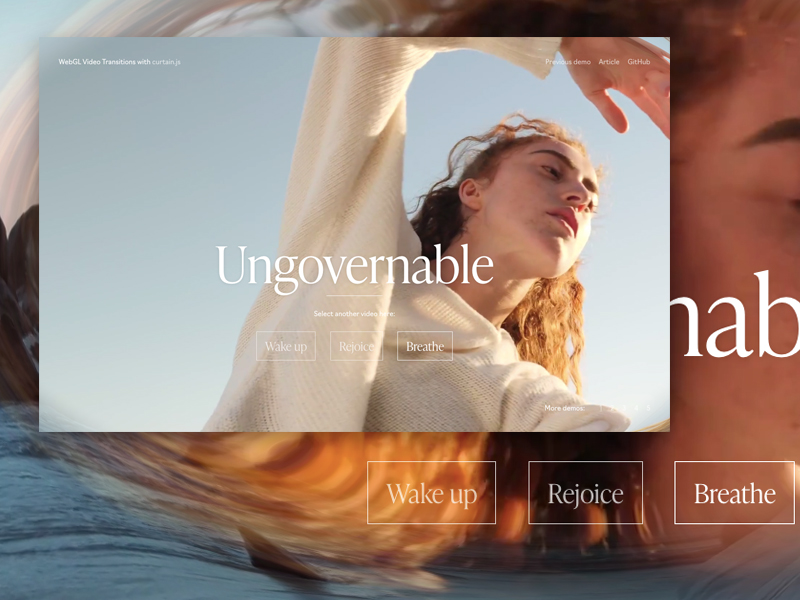 WebGL Video Transitions with curtain.js
Previous demo Article GitHub
Ungovernable
Select another video here:
Wake up Rejoice Breathe
More demos:
nab
Wake up Rejoice Breathe